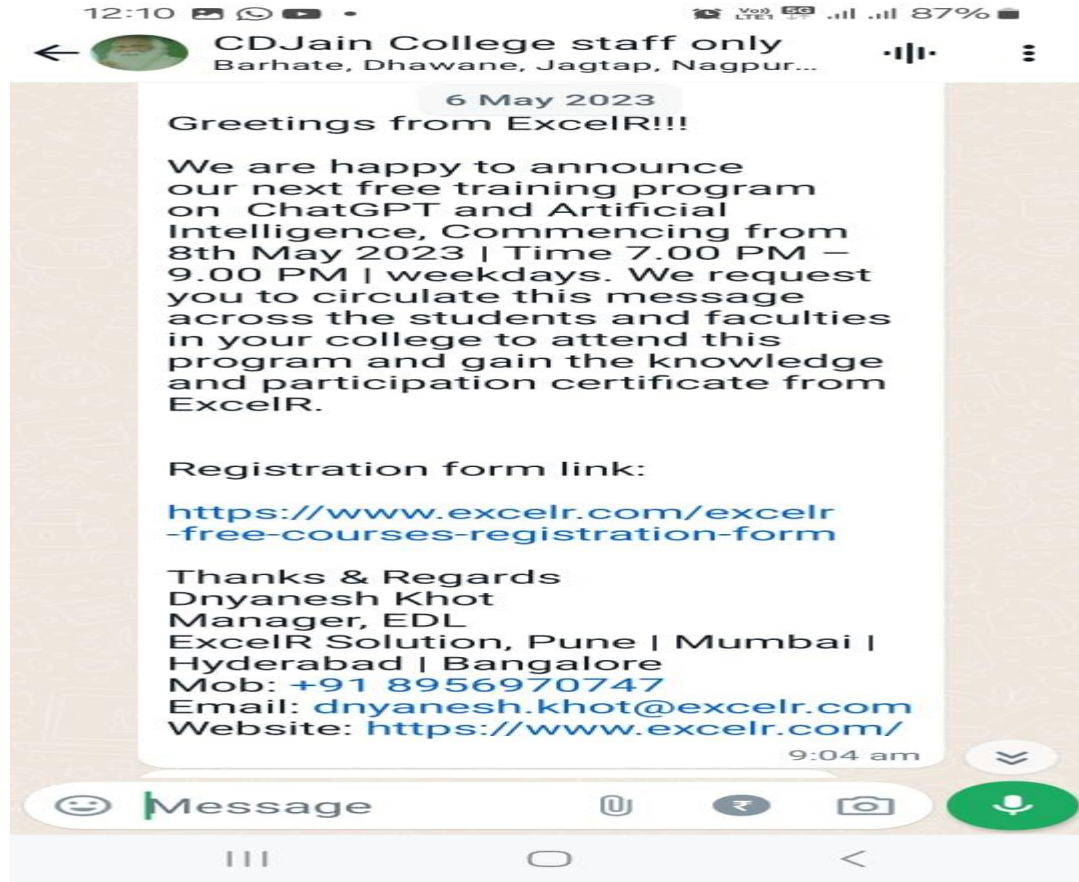 12:10
Vo)) 5G 87%
LTE1
CDJain College staff only
Barhate, Dhawane, Jagtap, Nagpur...
6 May 2023
Greetings from ExcelR!!!
We are happy to announce
our next free training program
on ChatGPT and Artificial
Intelligence, Commencing from
8th May 2023 | Time 7.00 PM –
9.00 PM | weekdays. We request
you to circulate this message
across the students and faculties
in your college to attend this
program and gain the knowledge
and participation certificate from
ExcelR.
Registration form link:
https://www.excelr.com/excelr
-free-courses-registration-form
Thanks & Regards
Dnyanesh Khot
Manager, EDL
ExcelR Solution, Pune | Mumbai |
Hyderabad | Bangalore
Mob: +91 8956970747
Email: dnyanesh.khot@excelr.com
Website: https://www.excelr.com/
9:04 am
Message
₹